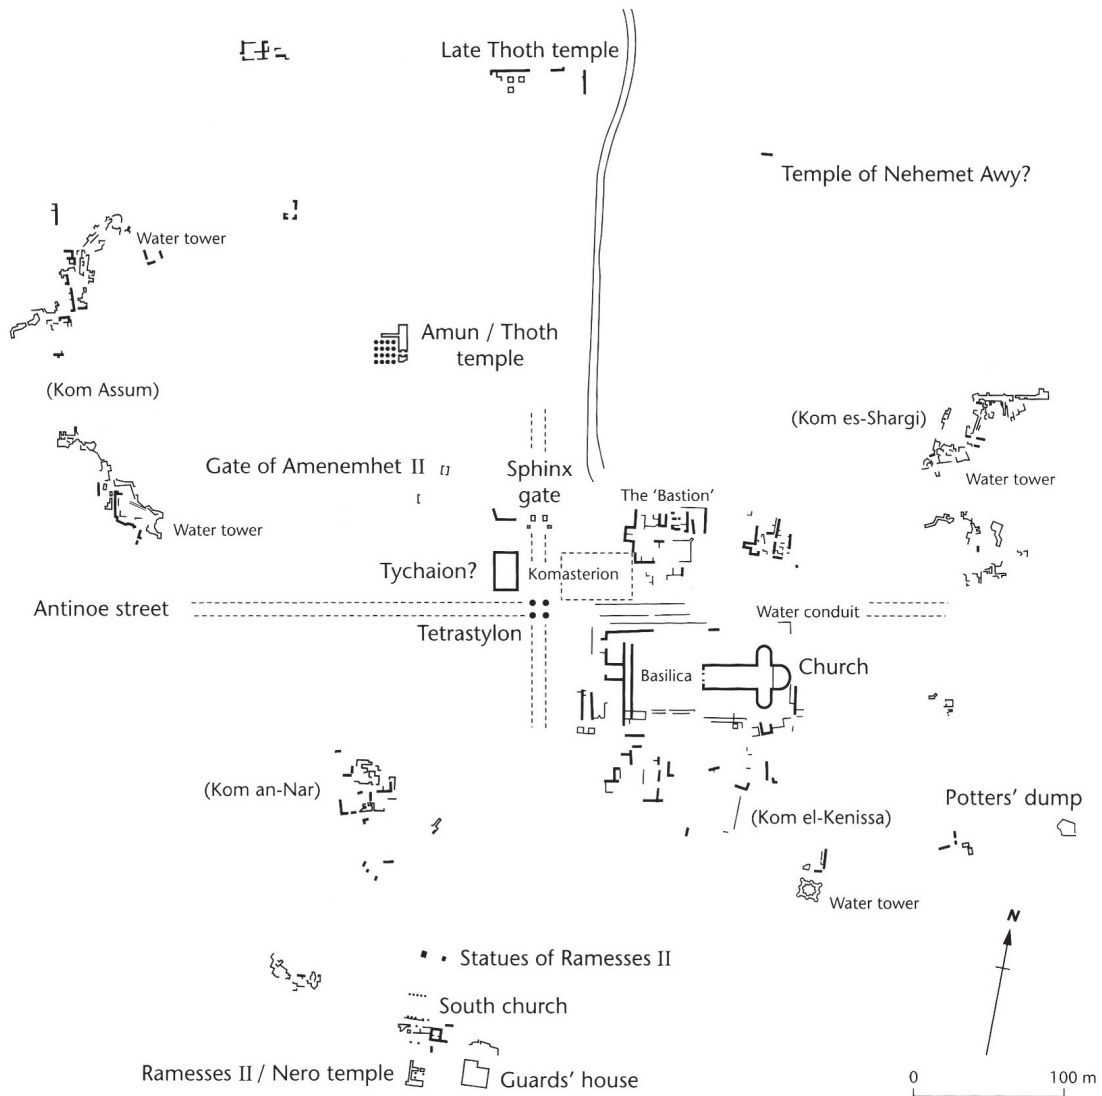 Late Thoth temple
Temple of Nehemet Awy?
Water tower
Amun / Thoth
temple
(Kom Assum)
(Kom es-Shargi)
Gate of Amenemhet II
Sphinx
gate
Water tower
The 'Bastion'
Water tower
Tychaion?
Komasterion
Antinoe street
Water conduit
Tetrastylon
Basilica
Church
(Kom an-Nar)
Potters' dump
(Kom el-Kenissa)
Water tower
N
Statues of Ramesses II
South church
Ramesses II / Nero temple
Guards' house
0
100 m